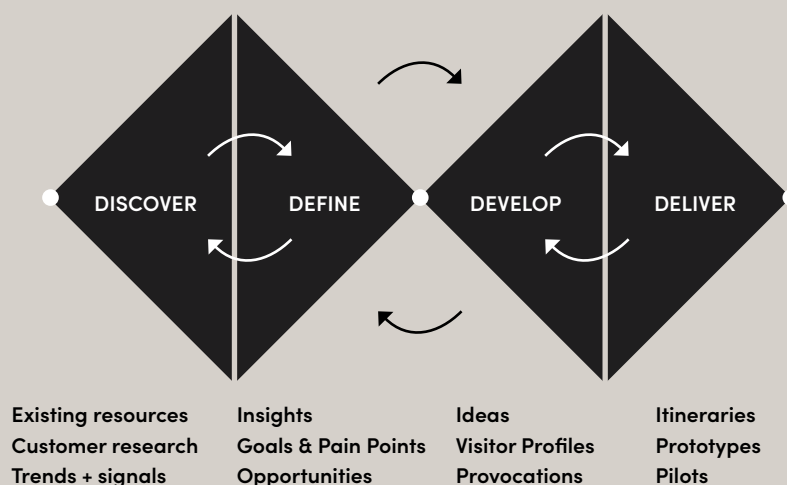 DISCOVER
DEFINE
DEVELOP
DELIVER
Existing resources
Customer research
Trends + signals
Insights
Goals & Pain Points
Opportunities
Ideas
Visitor Profiles
Provocations
Itineraries
Prototypes
Pilots